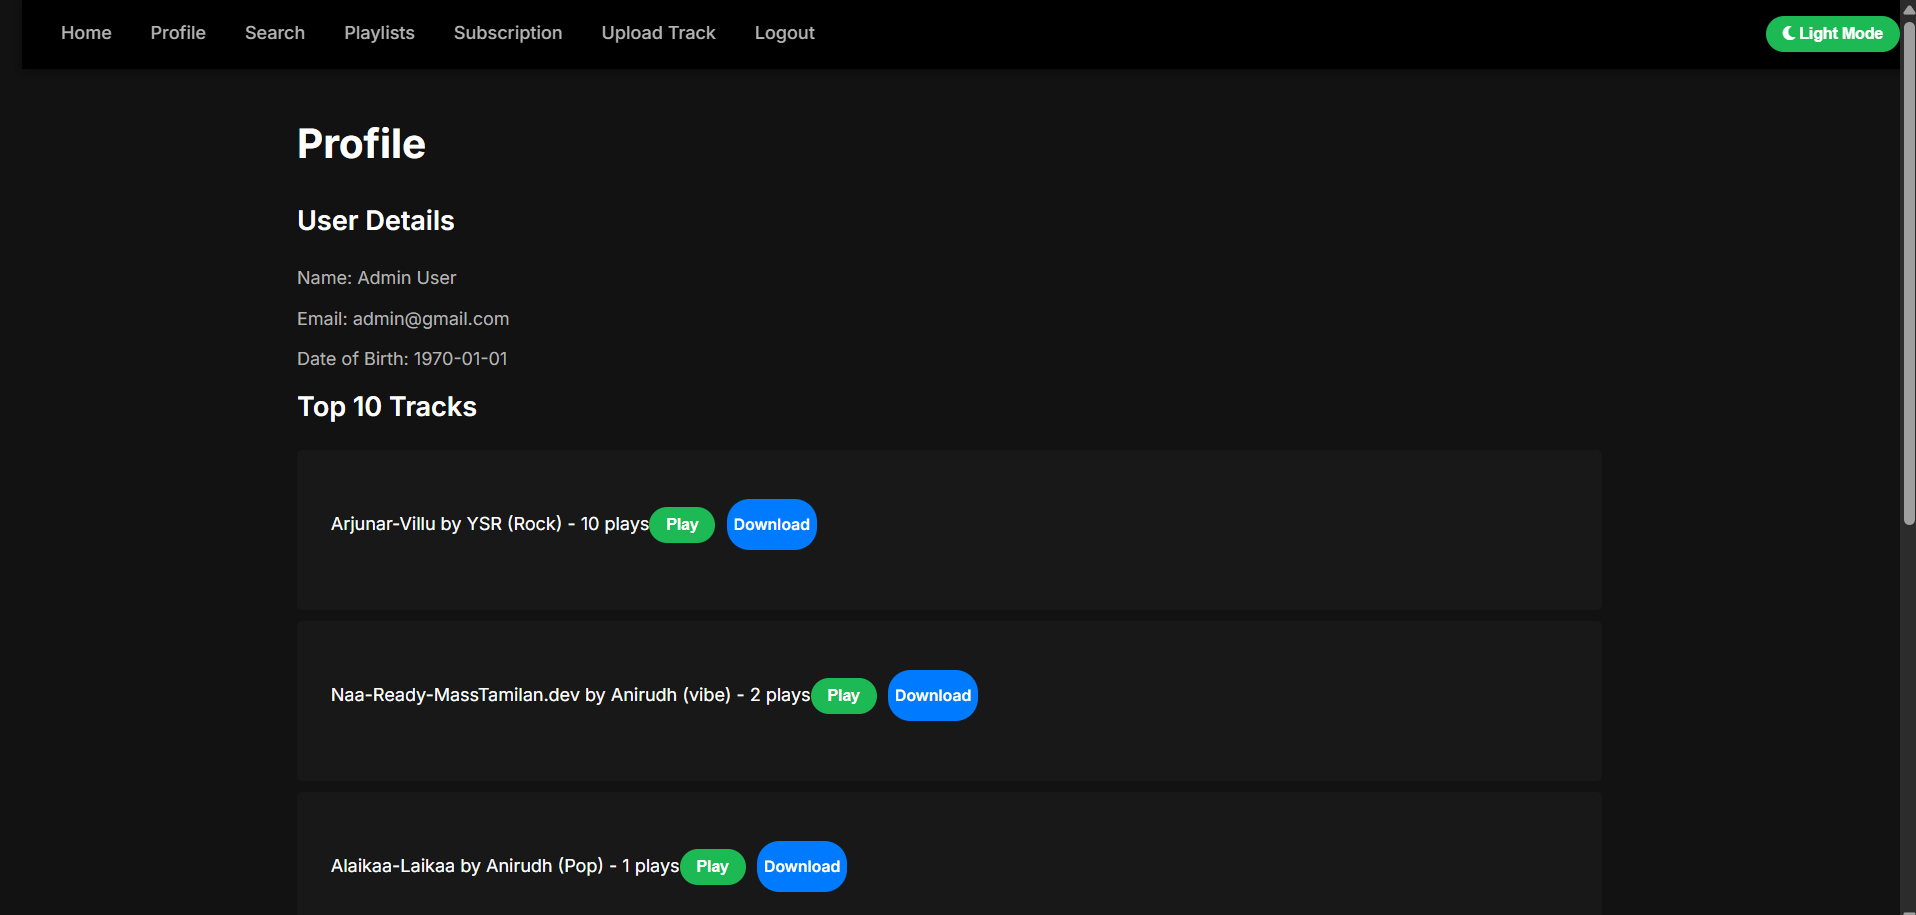 Home Profile Search Playlists Subscription Upload Track Logout Light Mode
Profile
User Details
Name: Admin User
Email: admin@gmail.com
Date of Birth: 1970-01-01
Top 10 Tracks
Arjunar-Villu by YSR (Rock) - 10 plays Play Download
Naa-Ready-MassTamilan.dev by Anirudh (vibe) - 2 plays Play Download
Alaikaa-Laikaa by Anirudh (Pop) - 1 plays Play Download